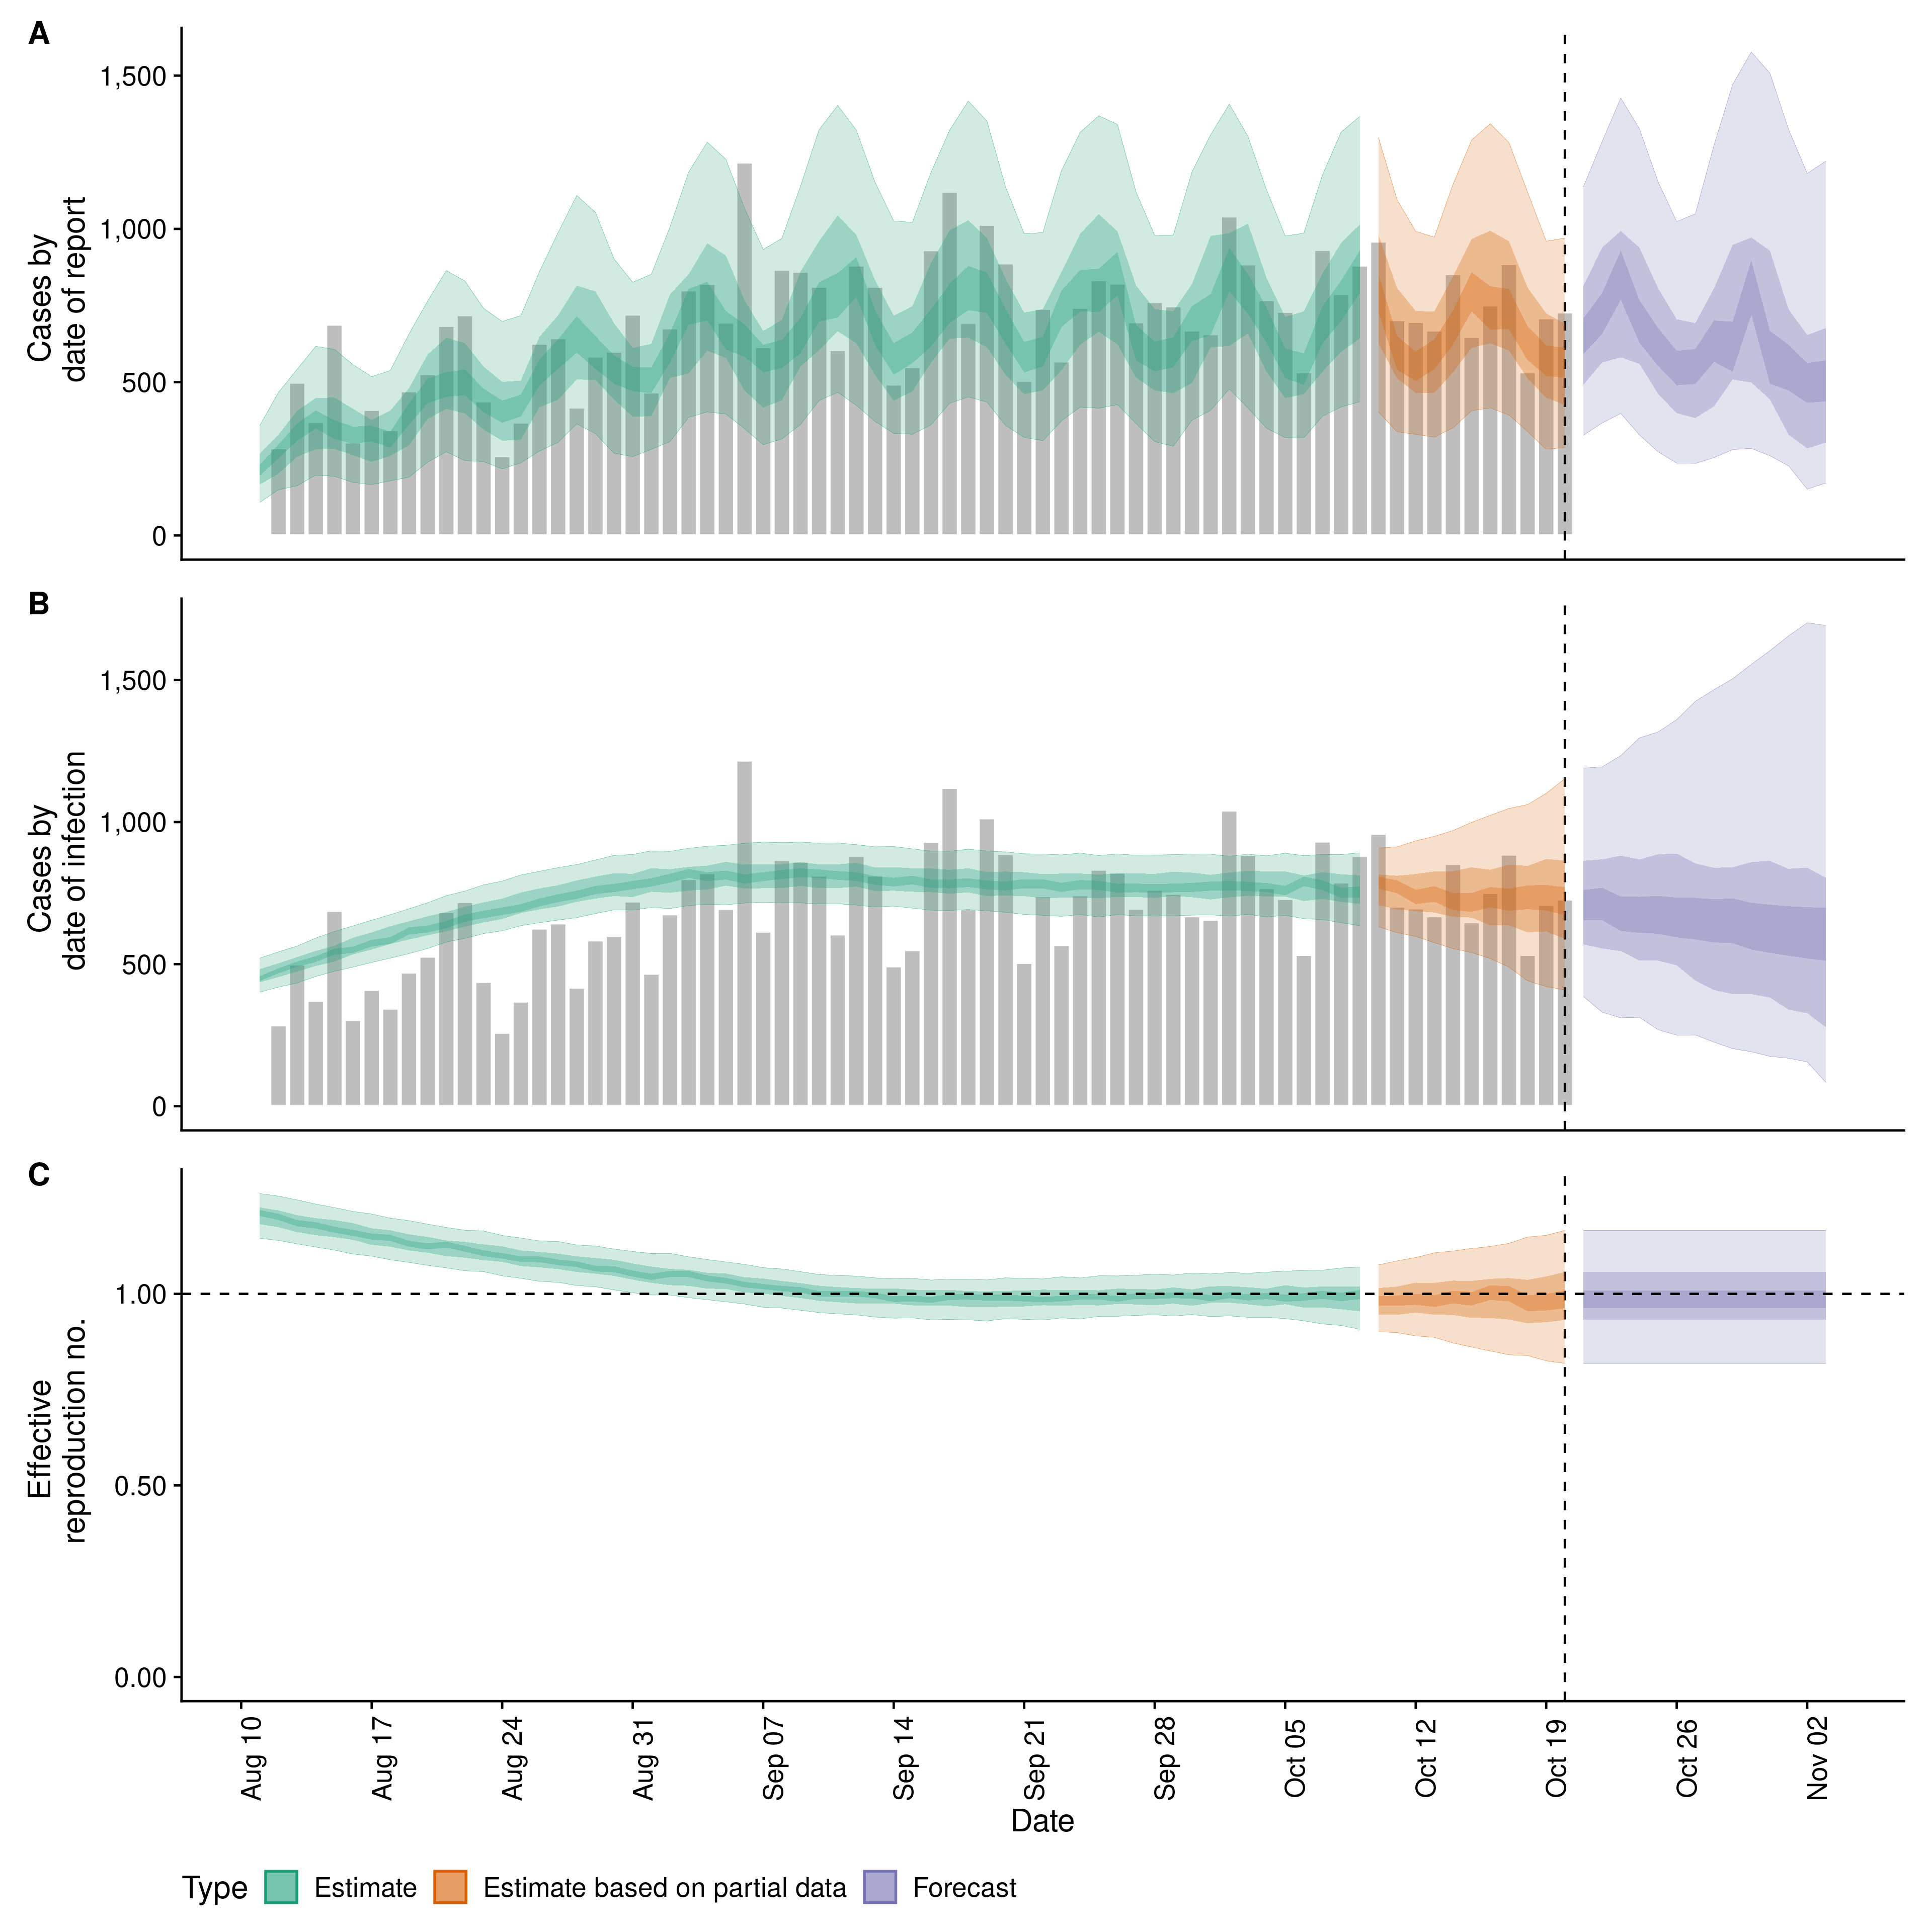 A
Cases by
date of report
1,500
1,000
500
0
B
Cases by
date of infection
1,500
1,000
500
0
C
Effective
reproduction no.
1.00
0.50
0.00
Aug 10
Aug 17
Aug 24
Aug 31
Sep 07
Sep 14
Sep 21
Sep 28
Oct 05
Oct 12
Oct 19
Oct 26
Nov 02
Date
Type Estimate Estimate based on partial data Forecast